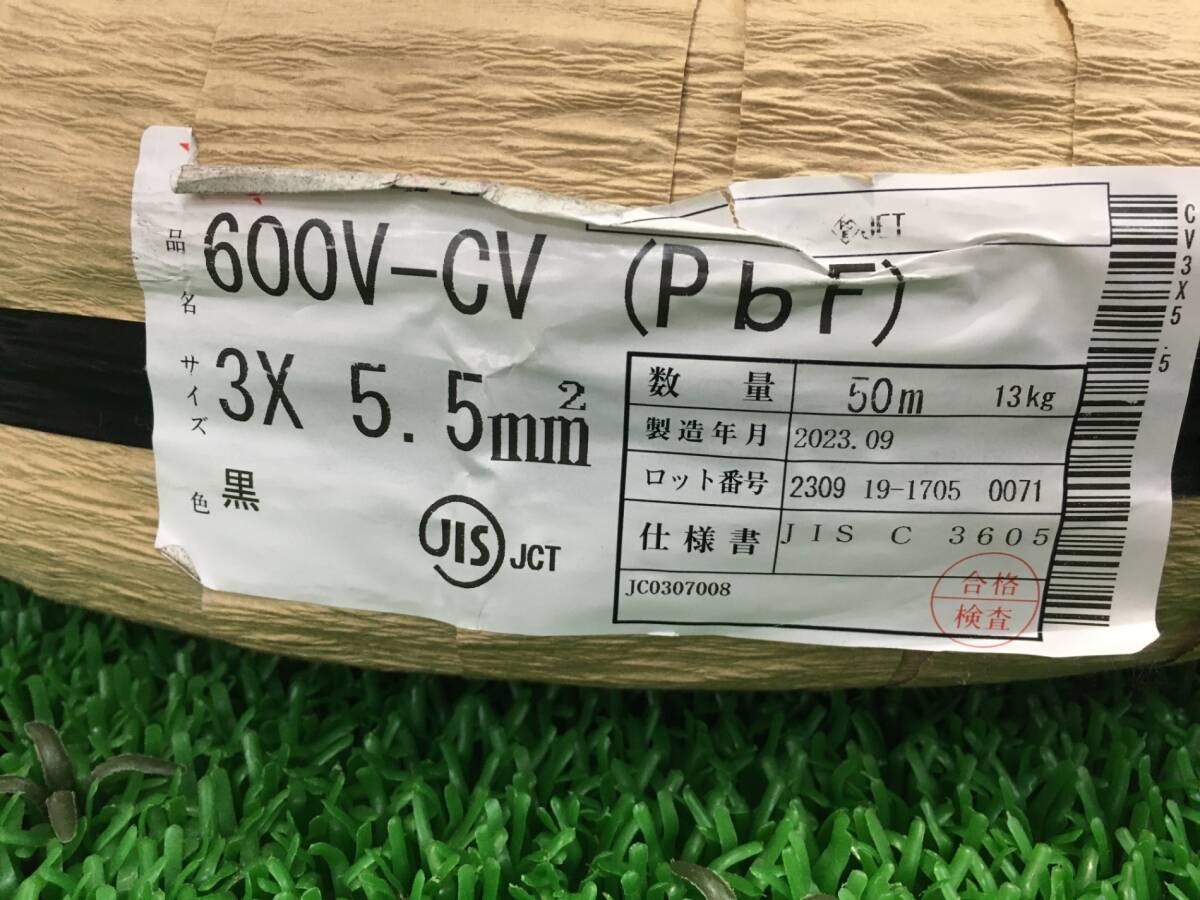 品名 600V-CV (PbF)
JET
サイズ 3X 5.5mm²
色 黒
JIS JCT
数量 50m 13kg
製造年月 2023.09
ロット番号 2309 19-1705 0071
仕様書 JIS C 3605
JC0307008
合格
検査
CV3X5.5